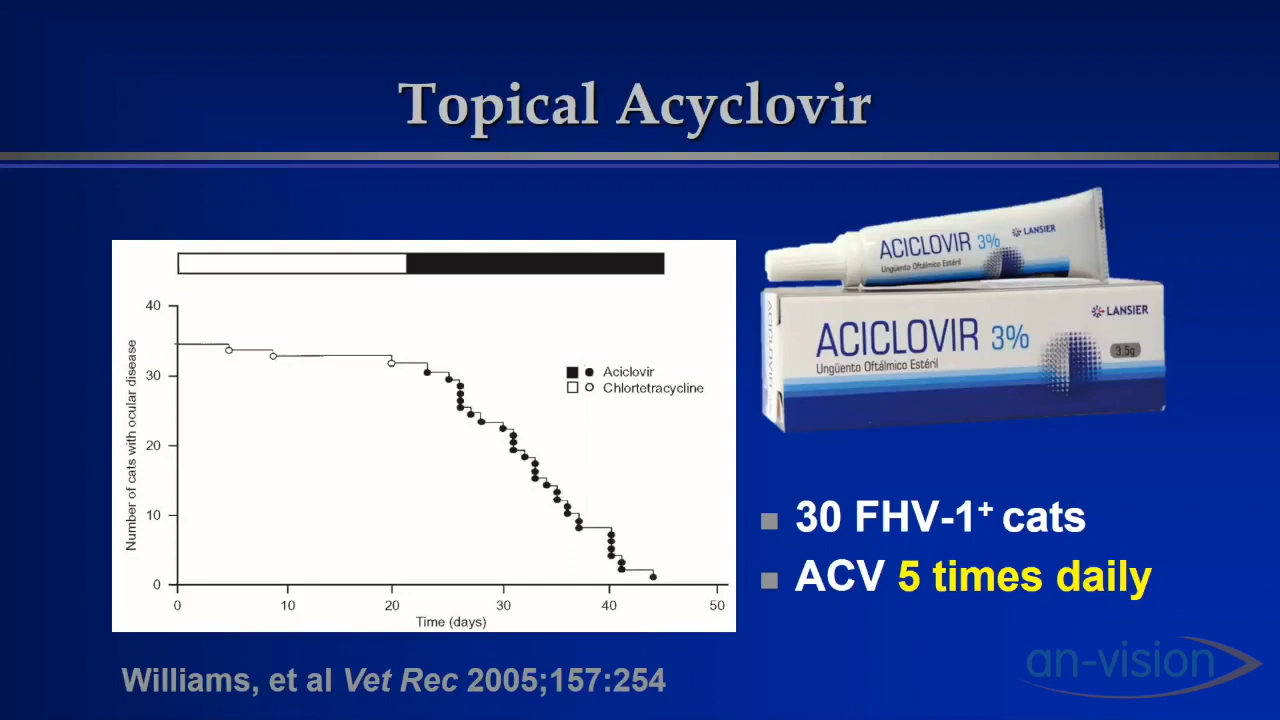 Topical Acyclovir
40
30
20
10
0
Number of cats with ocular disease
Aciclovir
Chlortetracycline
0 10 20 30 40 50
Time (days)
ACICLOVIR 3% LANSIER
Ungüento Oftálmico Estéril
LANSIER
ACICLOVIR 3%
Ungüento Oftálmico Estéril
3,5g
ACICLOVIR
30 FHV-1+ cats
ACV 5 times daily
Williams, et al Vet Rec 2005;157:254
an-vision